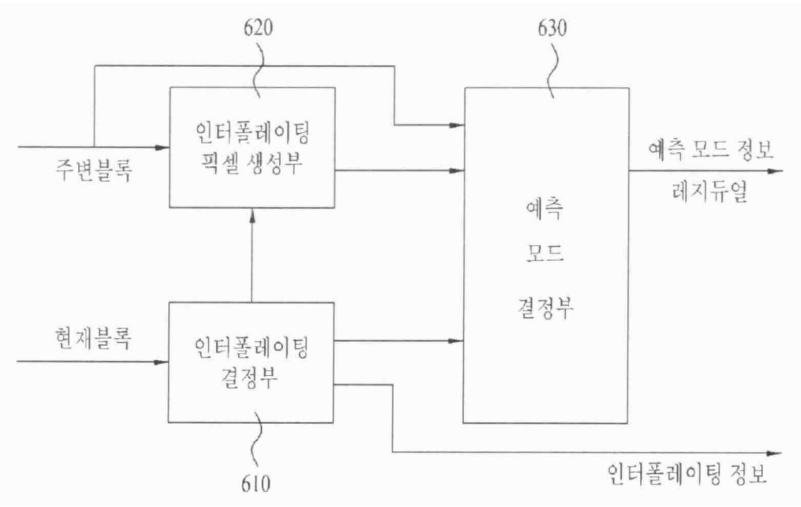 620
630
인터폴레이팅
픽셀 생성부
주변블록
예측 모드 정보
레지듀얼
예측
모드
결정부
현재블록
인터폴레이팅
결정부
610
인터폴레이팅 정보